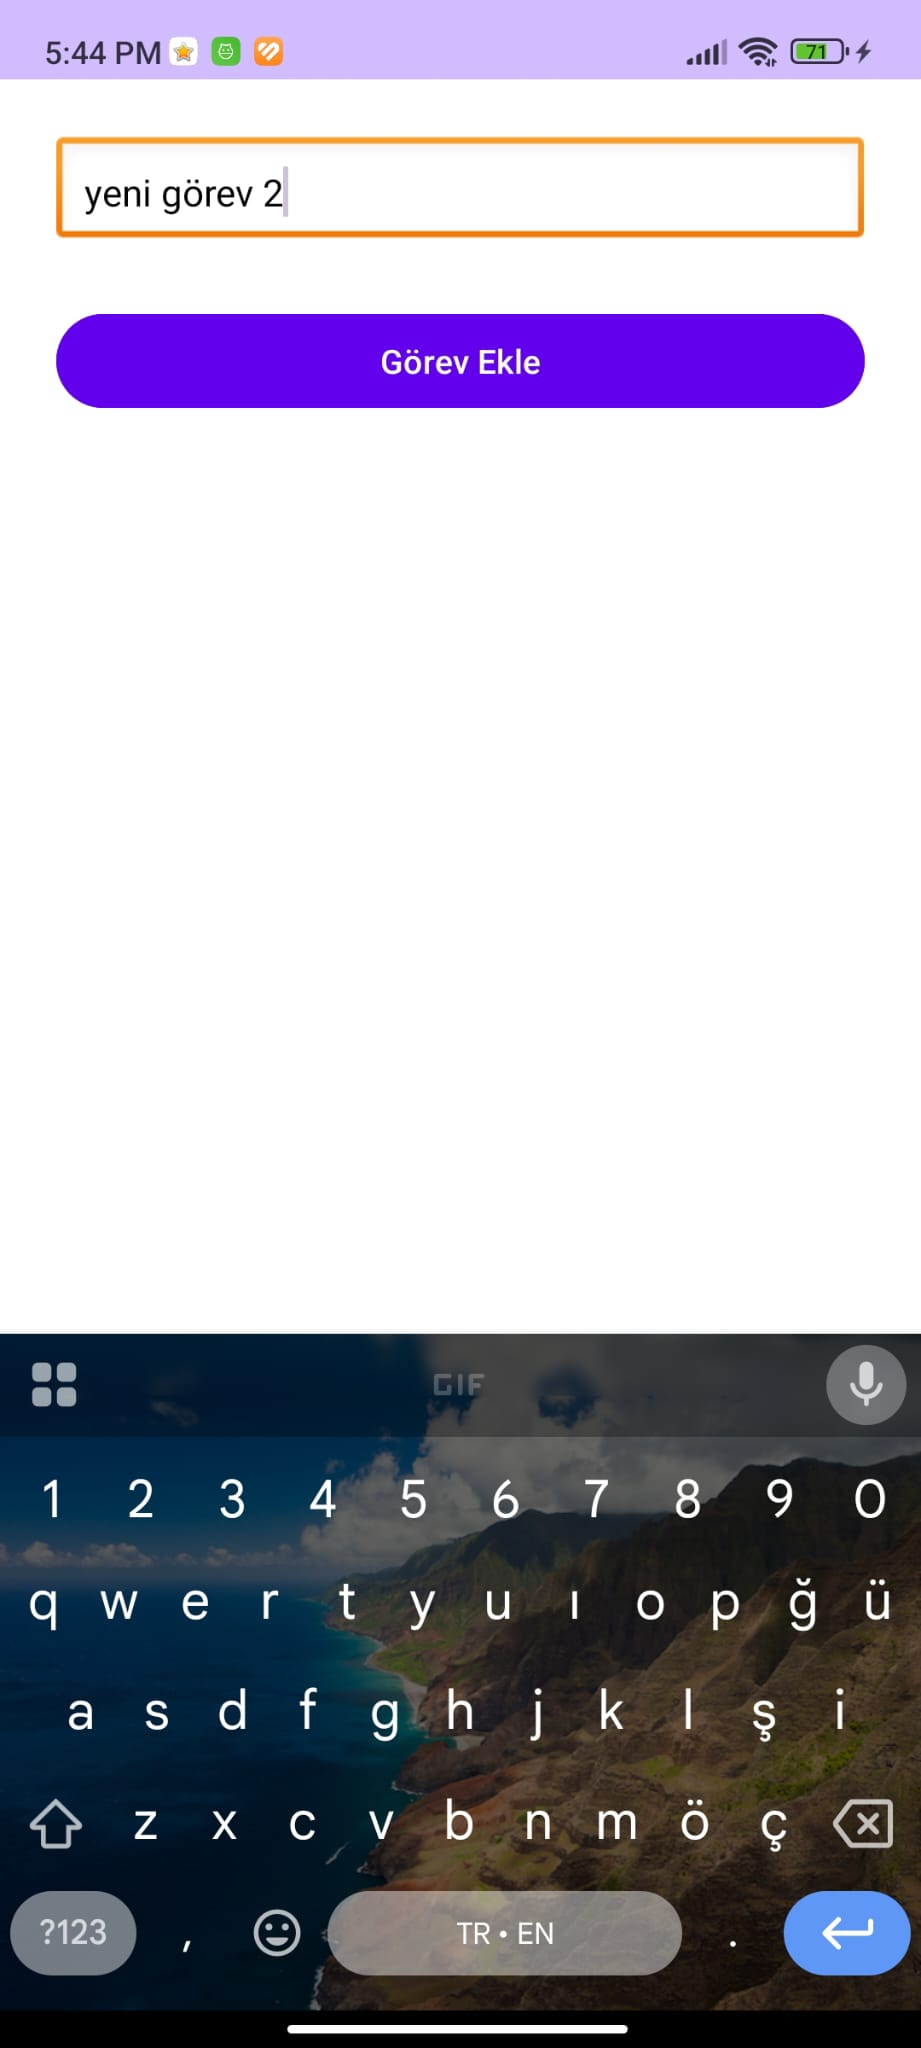 5:44 PM
71
yeni görev 2
Görev Ekle
GIF
1 2 3 4 5 6 7 8 9 0
q w e r t y u ı o p ğ ü
a s d f g h j k l ş i
z x c v b n m ö ç
?123 , TR • EN .